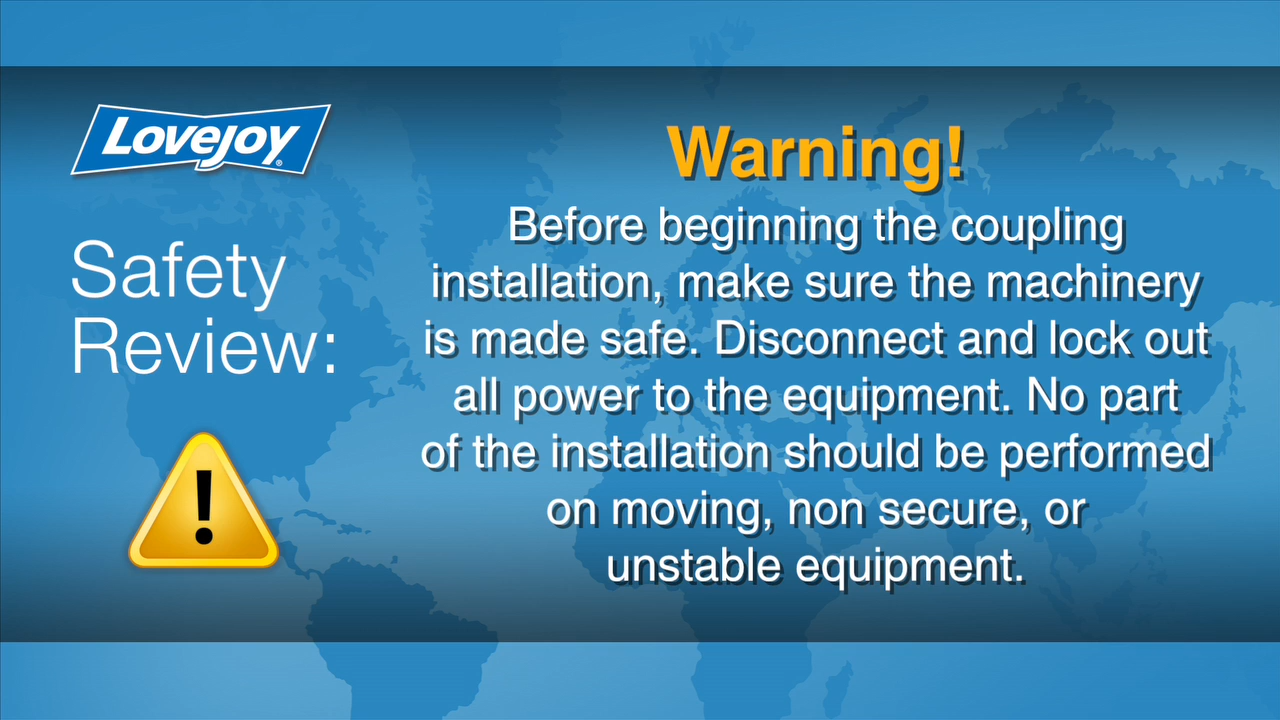 Lovejoy®
Safety
Review:
!
Warning!
Before beginning the coupling
installation, make sure the machinery
is made safe. Disconnect and lock out
all power to the equipment. No part
of the installation should be performed
on moving, non secure, or
unstable equipment.